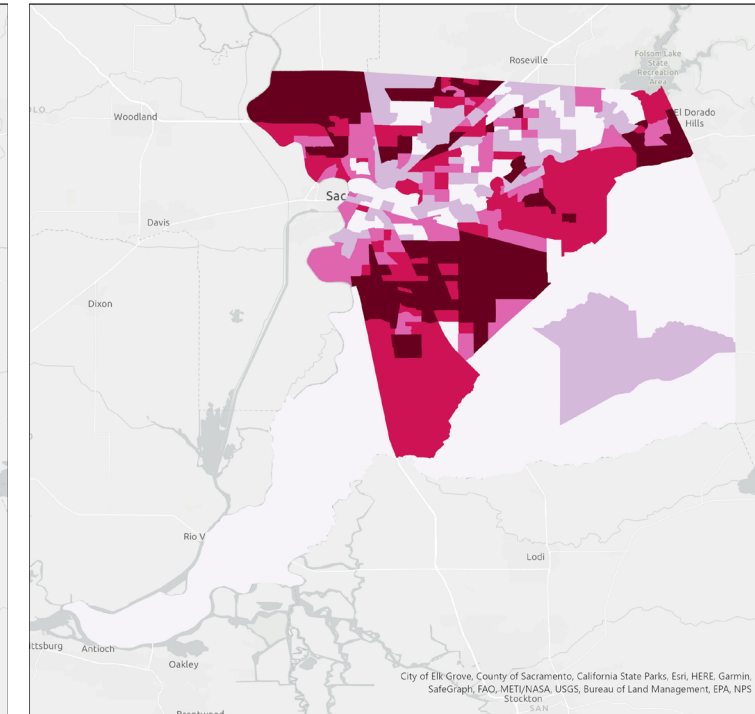 Roseville
Folsom Lake
State
Recreation
Area
Woodland
El Dorado
Hills
Sac
Davis
Dixon
Rio V
Lodi
ittsburg
Antioch
Oakley
City of Elk Grove, County of Sacramento, California State Parks, Esri, HERE, Garmin,
SafeGraph, FAO, METI/NASA, USGS, Bureau of Land Management, EPA, NPS
Stockton
SAN